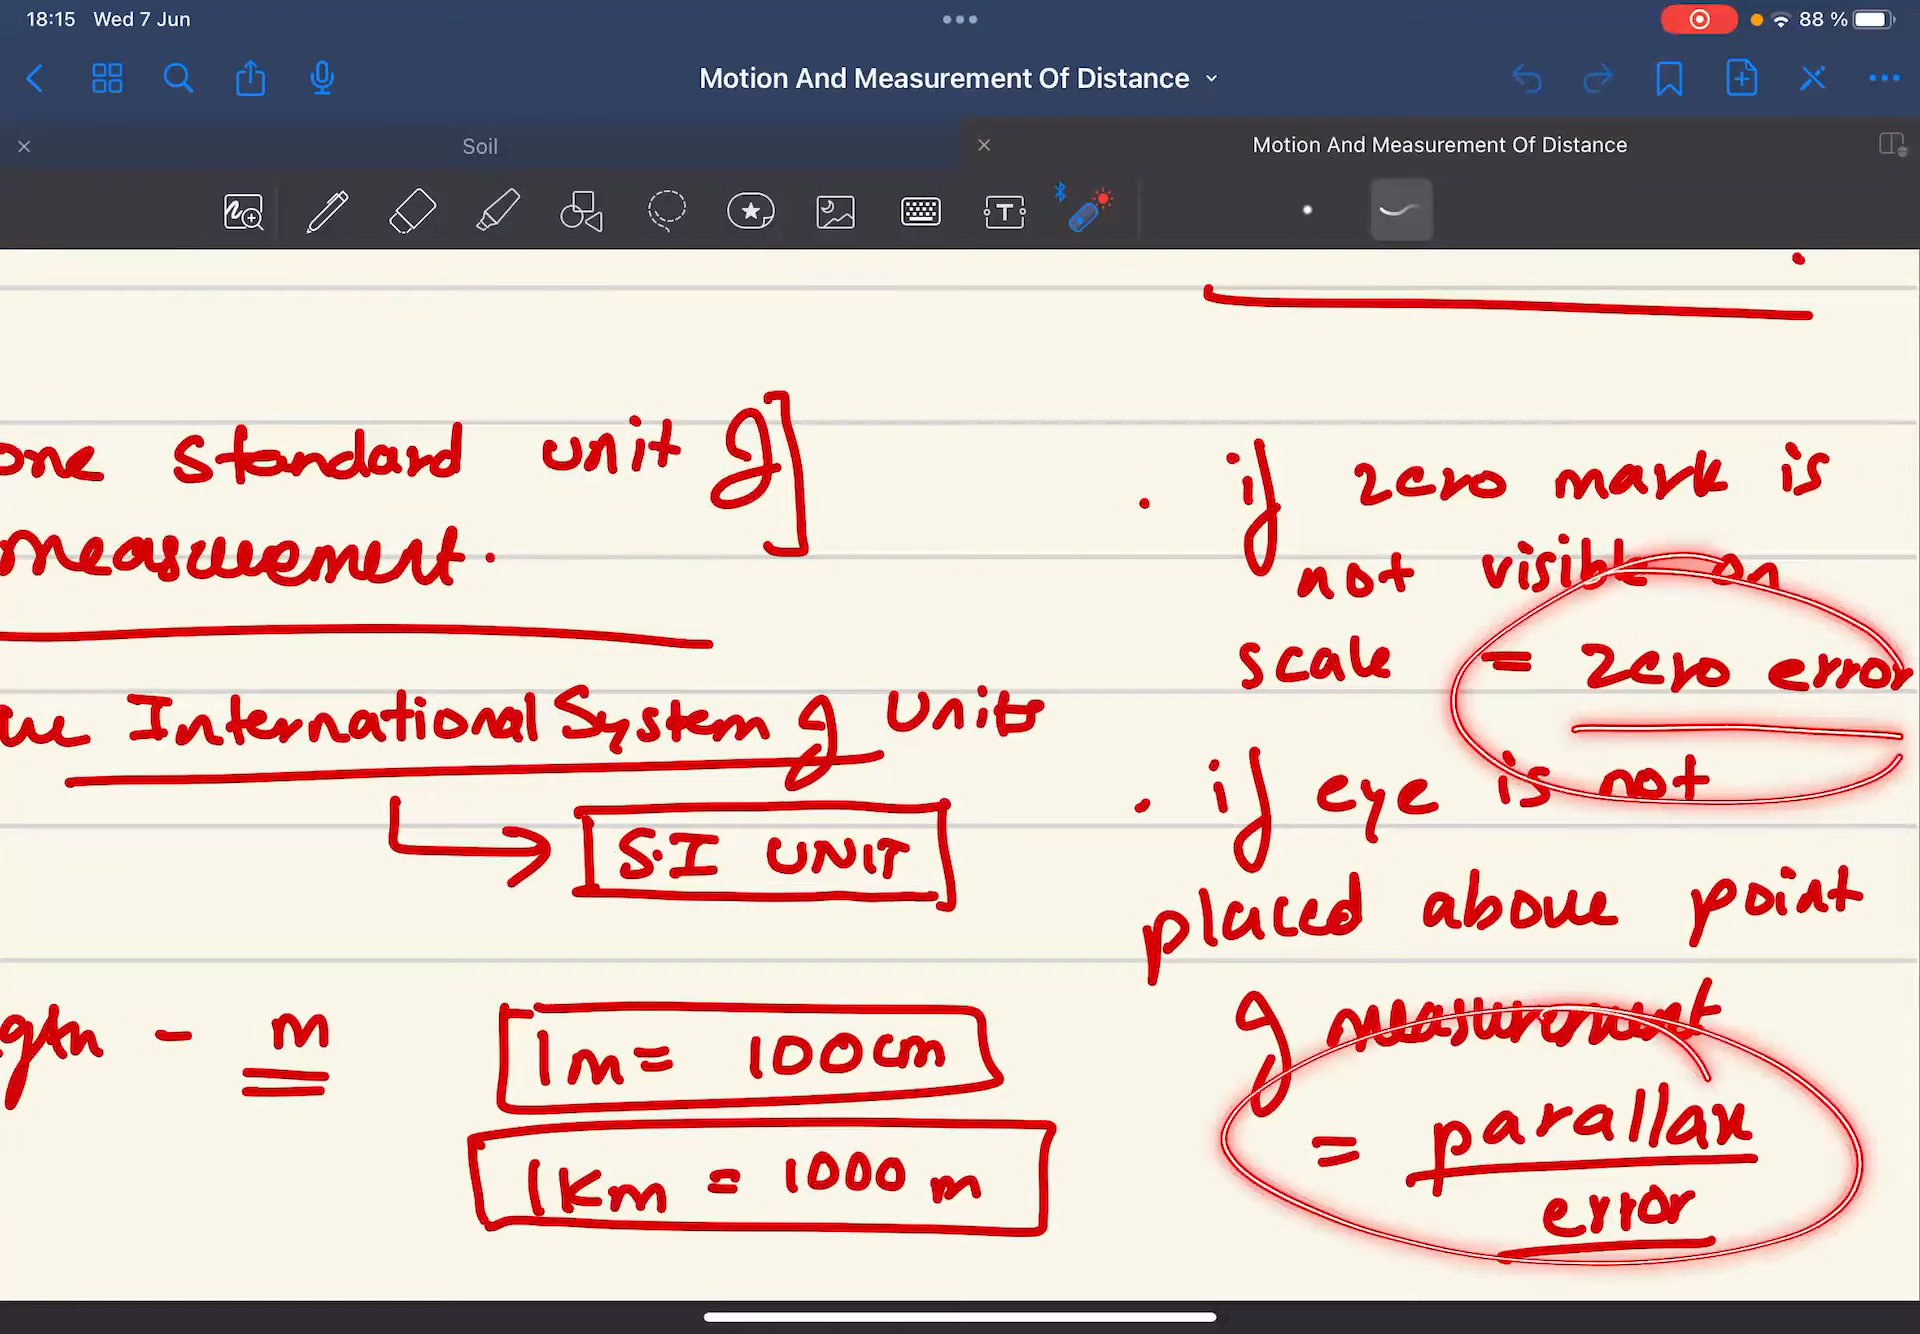 18:15 Wed 7 Jun
88 %
Motion And Measurement Of Distance
Soil
Motion And Measurement Of Distance
one standard unit of
measurement.
International System of Units
S.I UNIT
- m
1m = 100cm
1Km = 1000 m
. if zero mark is
not visible on
scale = zero error
. if eye is not
placed above point
of measurement
= parallax
error